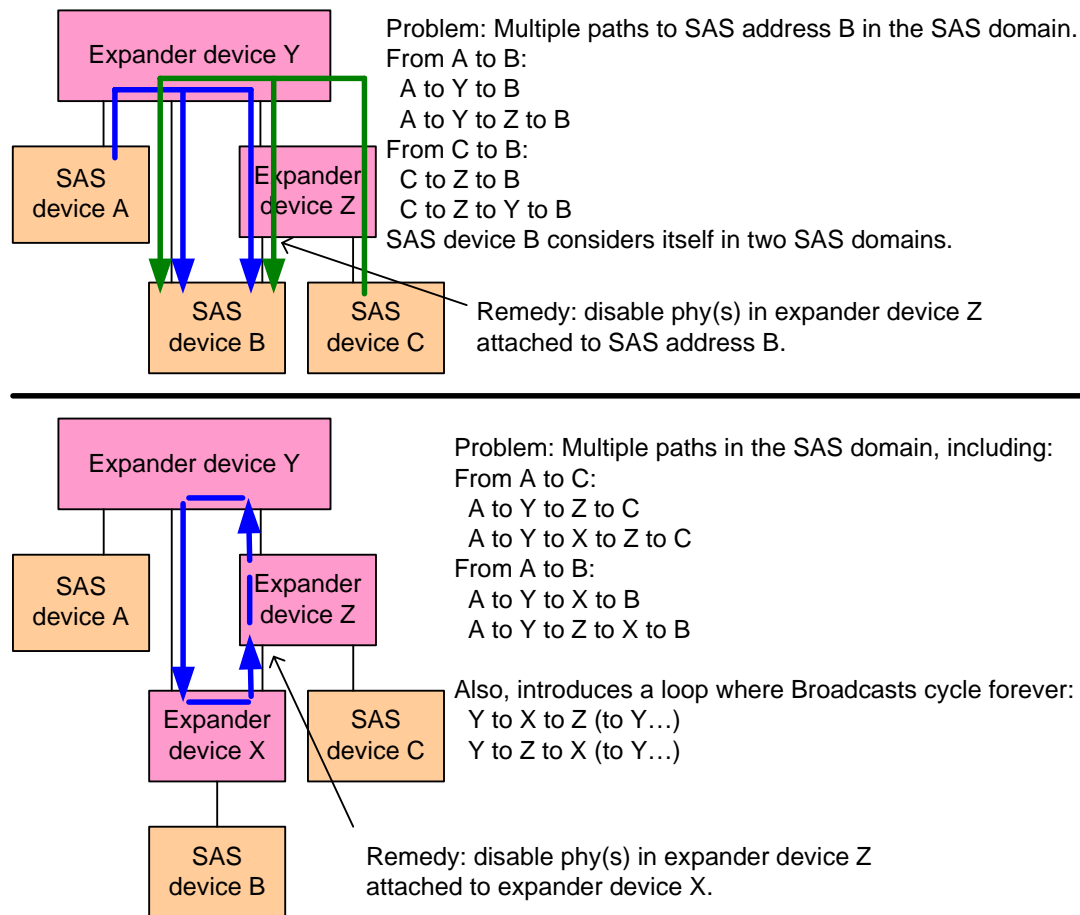 Expander device Y
SAS
device A
Expander
device Z
SAS
device B
SAS
device C
Problem: Multiple paths to SAS address B in the SAS domain.
From A to B:
A to Y to B
A to Y to Z to B
From C to B:
C to Z to B
C to Z to Y to B
SAS device B considers itself in two SAS domains.
Remedy: disable phy(s) in expander device Z
attached to SAS address B.
Expander device Y
SAS
device A
Expander
device Z
Expander
device X
SAS
device C
SAS
device B
Problem: Multiple paths in the SAS domain, including:
From A to C:
A to Y to Z to C
A to Y to X to Z to C
From A to B:
A to Y to X to B
A to Y to Z to X to B
Also, introduces a loop where Broadcasts cycle forever:
Y to X to Z (to Y…)
Y to Z to X (to Y…)
Remedy: disable phy(s) in expander device Z
attached to expander device X.